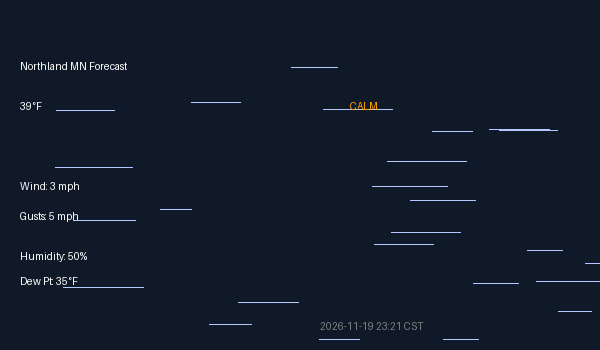 Northland MN Forecast
39°F
CALM
Wind: 3 mph
Gusts: 5 mph
Humidity: 50%
Dew Pt: 35°F
2026-11-19 23:21 CST